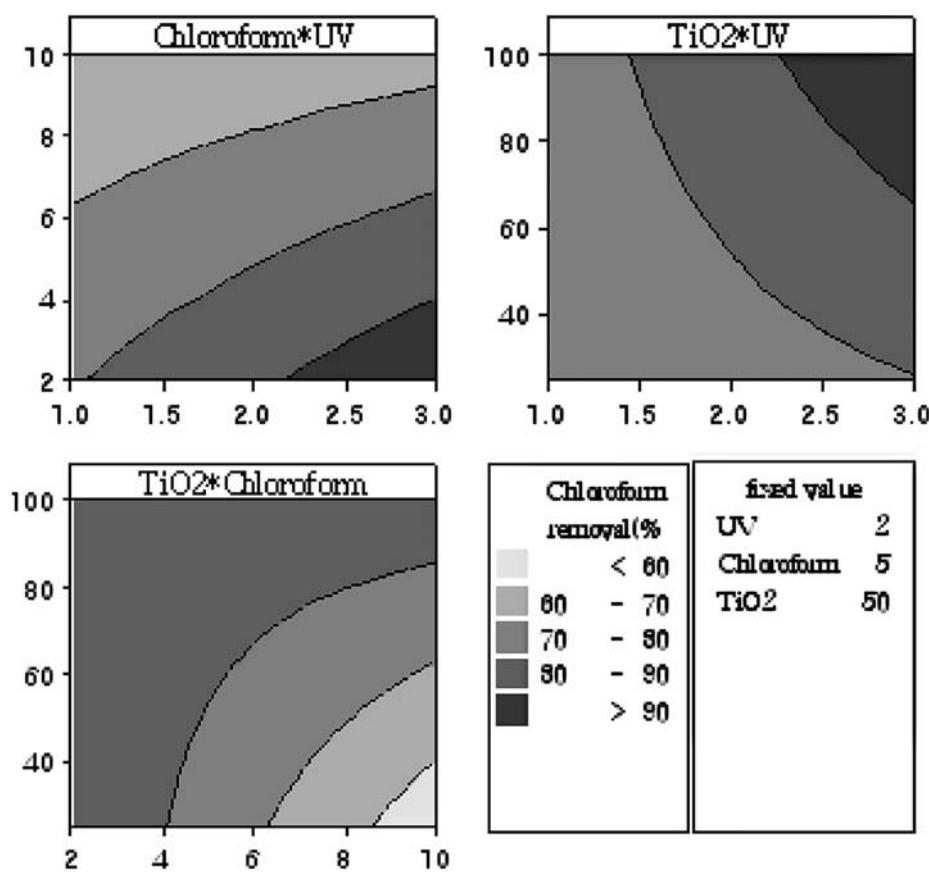 Chloroform*UV
10
8
6
4
2
1.0 1.5 2.0 2.5 3.0
TiO2*UV
100
80
60
40
1.0 1.5 2.0 2.5 3.0
TiO2*Chloroform
100
80
60
40
2 4 6 8 10
Chloroform
removal(%
< 60
60 - 70
70 - 80
80 - 90
> 90
fixed value
UV 2
Chloroform 5
TiO2 50